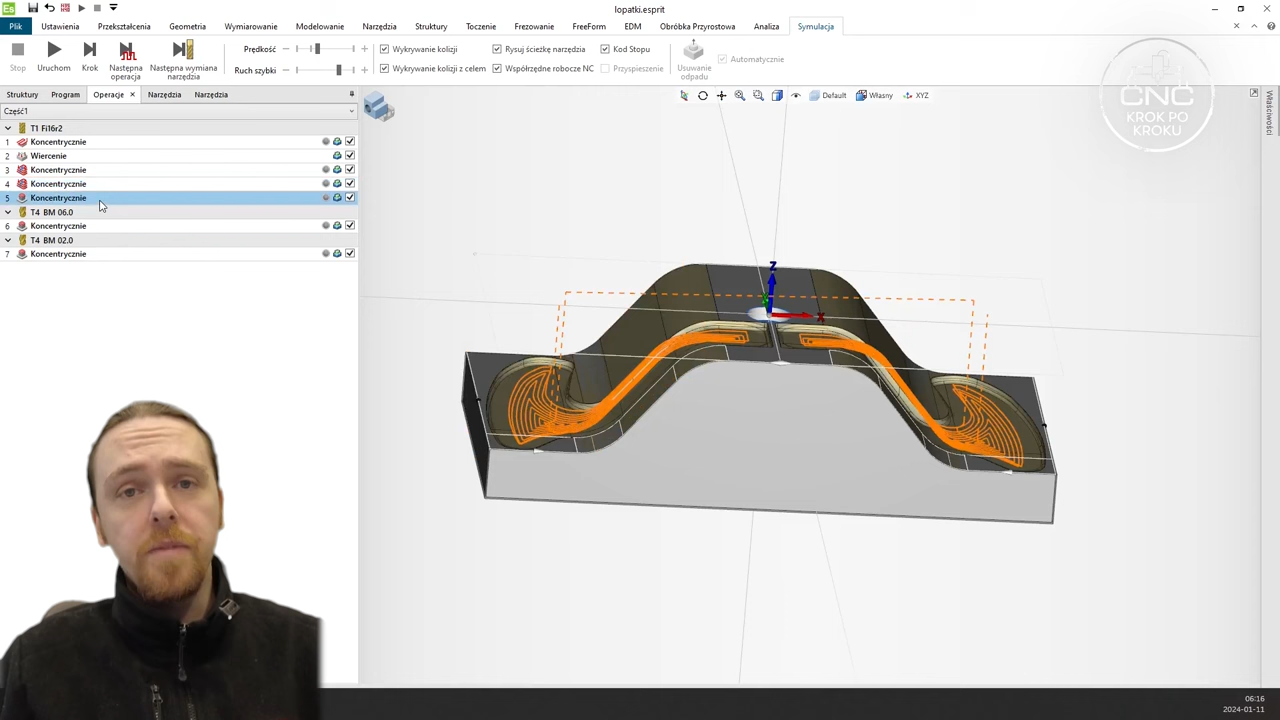 Es
lopatki.esprit
Plik Ustawienia Przekształcenia Geometria Wymiarowanie Modelowanie Narzędzia Struktury Toczenie Frezowanie FreeForm EDM Obróbka Przyrostowa Analiza Symulacja
Stop
Uruchom
Krok
Następna operacja
Następna wymiana narzędzia
Prędkość
Ruch szybki
Wykrywanie kolizji
Wykrywanie kolizji z celem
Rysuj ścieżkę narzędzia
Współrzędne robocze NC
Kod Stopu
Przyspieszenie
Usuwanie odpadu
Automatycznie
CNC
KROK PO
KROKU
Struktury Program Operacje Narzędzia Narzędzia
Default Własny XYZ
Właściwości
Część1
T1 Fi16r2
1 Koncentrycznie
2 Wiercenie
3 Koncentrycznie
4 Koncentrycznie
5 Koncentrycznie
T4 BM 06.0
6 Koncentrycznie
T4 BM 02.0
7 Koncentrycznie
Z
Y
X
06:16
2024-01-11